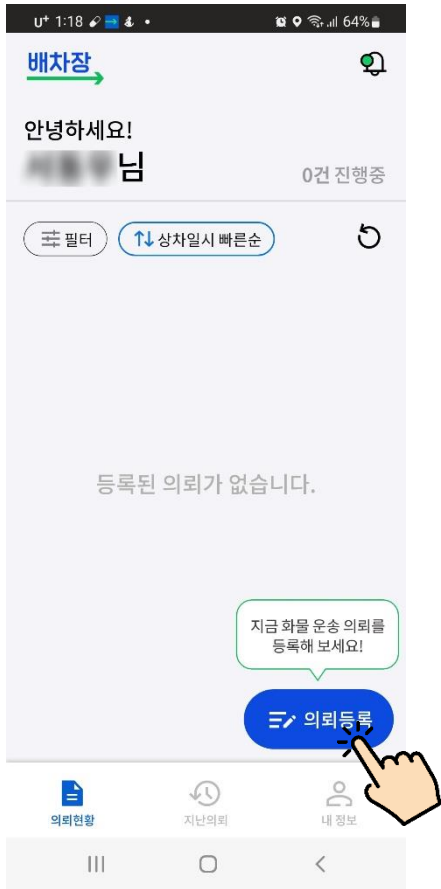 U+ 1:18 64%
배차장
안녕하세요!
님
0건 진행중
필터 상차일시 빠른순
등록된 의뢰가 없습니다.
지금 화물 운송 의뢰를
등록해 보세요!
의뢰등록
의뢰현황 지난의뢰 내 정보